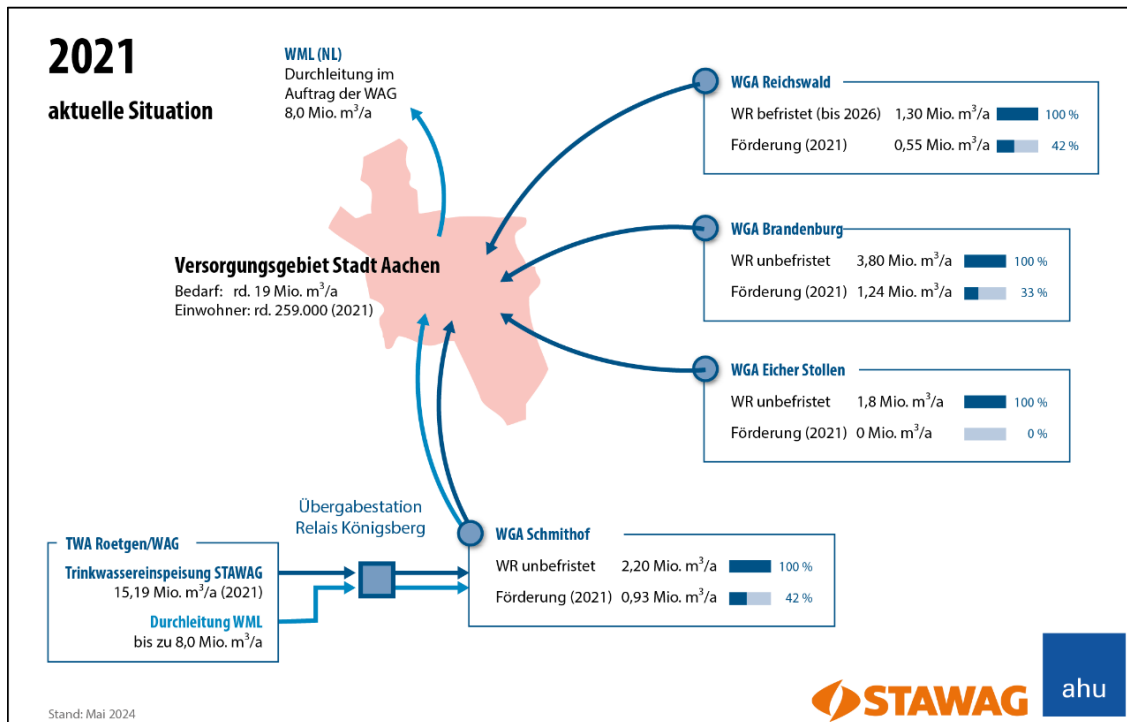 2021
aktuelle Situation
WML (NL)
Durchleitung im
Auftrag der WAG
8,0 Mio. m³/a
WGA Reichswald
WR befristet (bis 2026) 1,30 Mio. m³/a 100 %
Förderung (2021) 0,55 Mio. m³/a 42 %
WGA Brandenburg
WR unbefristet 3,80 Mio. m³/a 100 %
Förderung (2021) 1,24 Mio. m³/a 33 %
Versorgungsgebiet Stadt Aachen
Bedarf: rd. 19 Mio. m³/a
Einwohner: rd. 259.000 (2021)
WGA Eicher Stollen
WR unbefristet 1,8 Mio. m³/a 100 %
Förderung (2021) 0 Mio. m³/a 0 %
Übergabestation
Relais Königsberg
TWA Roetgen/WAG
Trinkwassereinspeisung STAWAG
15,19 Mio. m³/a (2021)
Durchleitung WML
bis zu 8,0 Mio. m³/a
WGA Schmithof
WR unbefristet 2,20 Mio. m³/a 100 %
Förderung (2021) 0,93 Mio. m³/a 42 %
Stand: Mai 2024
STAWAG
ahu